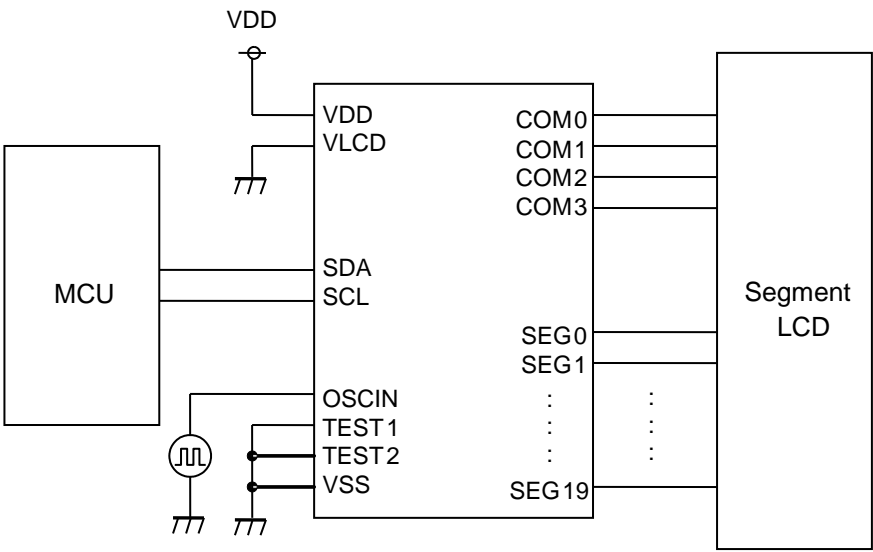 VDD
VDD
VLCD
SDA
SCL
OSCIN
TEST1
TEST2
VSS
COM0
COM1
COM2
COM3
SEG0
SEG1
SEG19
MCU
Segment
LCD